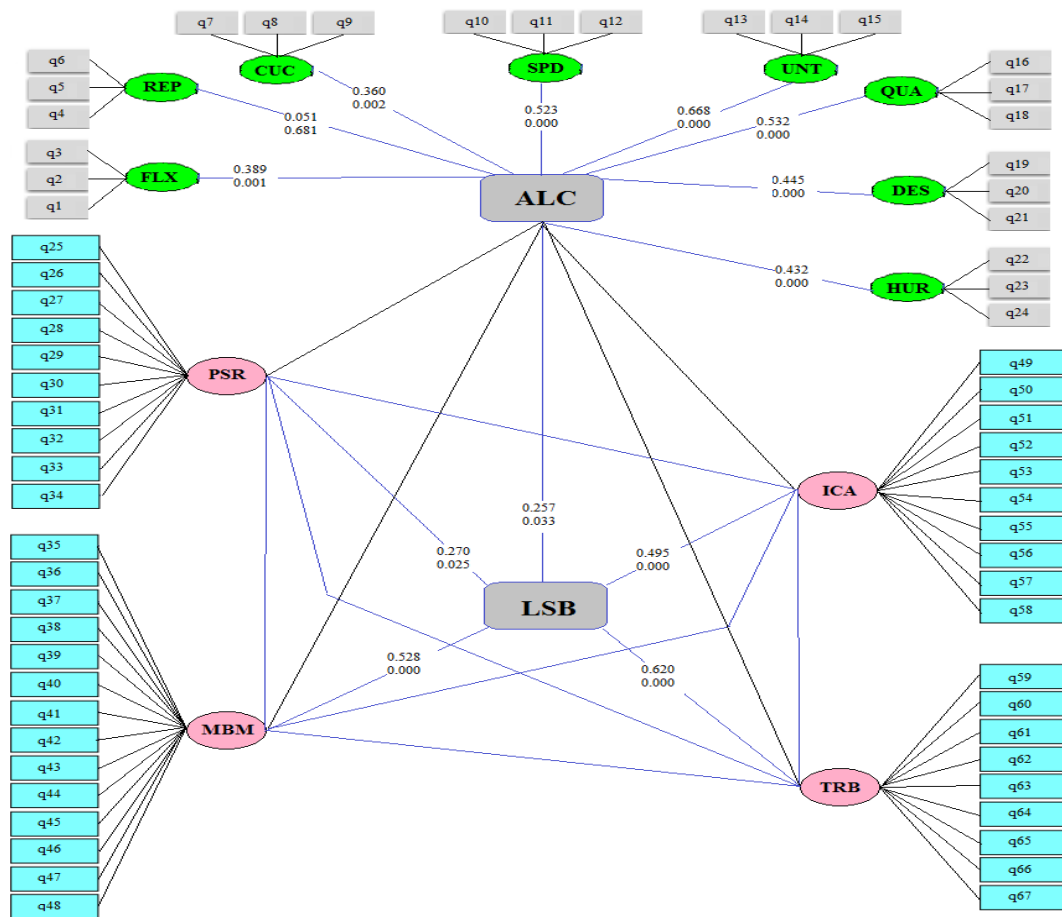 q7
q8
q9
q10
q11
q12
q13
q14
q15
q6
q5
q4
REP
CUC
SPD
UNT
QUA
q16
q17
q18
0.360
0.002
0.523
0.000
0.668
0.000
0.532
0.000
0.051
0.681
q3
q2
q1
FLX
0.389
0.001
ALC
0.445
0.000
DES
q19
q20
q21
0.432
0.000
HUR
q22
q23
q24
q25
q26
q27
q28
q29
q30
q31
q32
q33
q34
PSR
q49
q50
q51
q52
q53
q54
q55
q56
q57
q58
ICA
0.257
0.033
0.270
0.025
0.495
0.000
LSB
0.528
0.000
0.620
0.000
q35
q36
q37
q38
q39
q40
q41
q42
q43
q44
q45
q46
q47
q48
MBM
TRB
q59
q60
q61
q62
q63
q64
q65
q66
q67